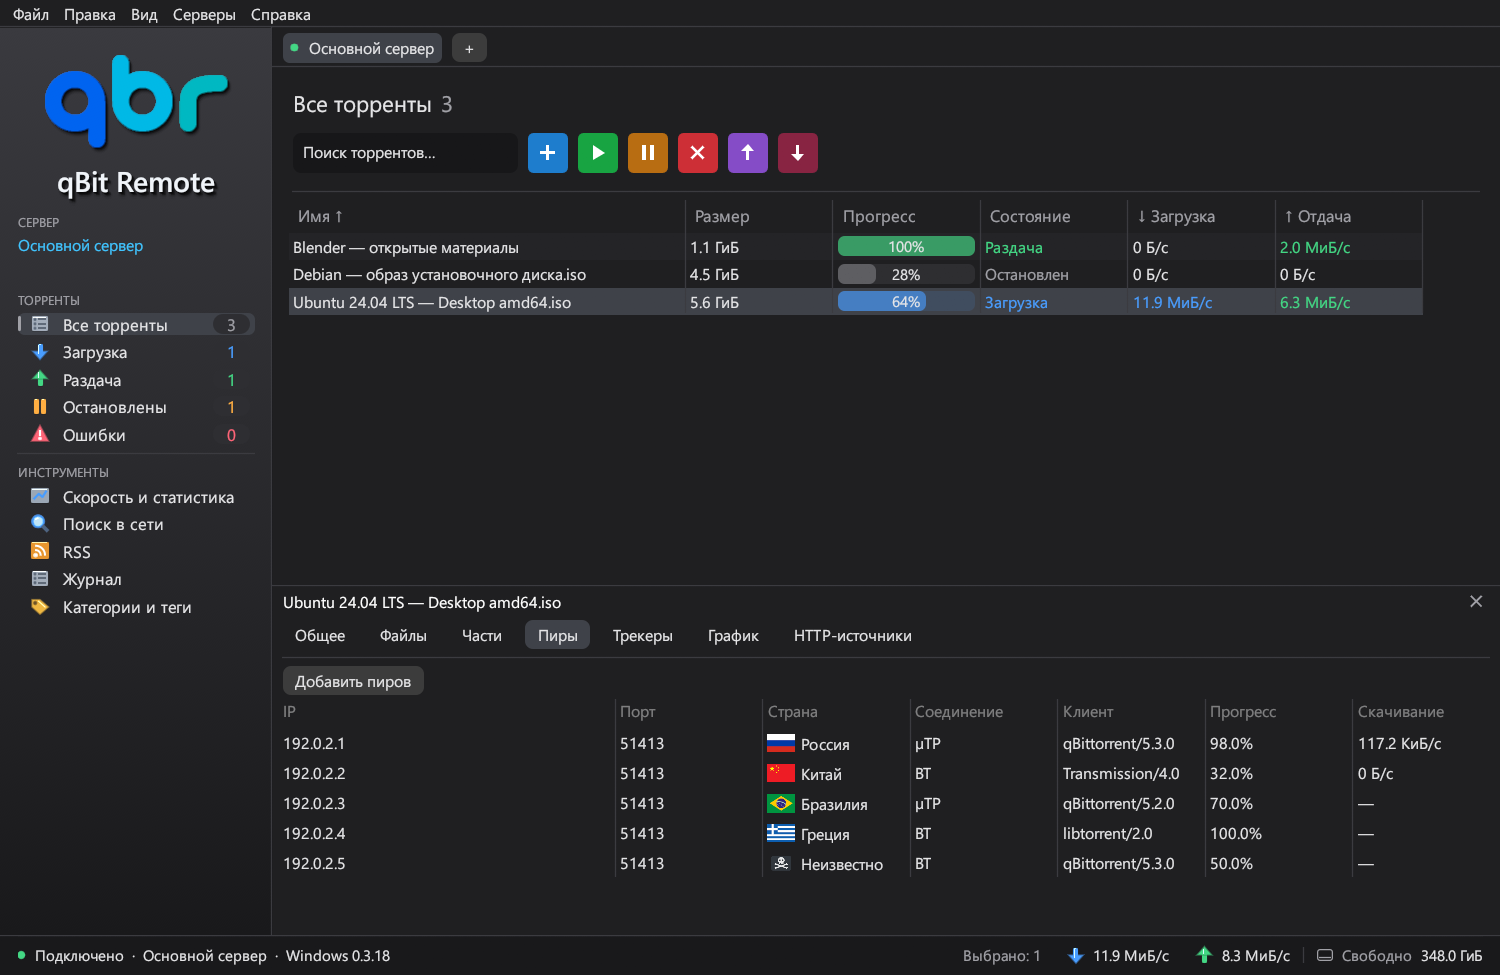 Файл Правка Вид Серверы Справка
qbr
qBit Remote
СЕРВЕР
Основной сервер
ТОРРЕНТЫ
Все торренты 3
Загрузка 1
Раздача 1
Остановлены 1
Ошибки 0
ИНСТРУМЕНТЫ
Скорость и статистика
Поиск в сети
RSS
Журнал
Категории и теги
Основной сервер +
Все торренты 3
Поиск торрентов...
Имя ↑ Размер Прогресс Состояние ↓ Загрузка ↑ Отдача
Blender — открытые материалы 1.1 ГиБ 100% Раздача 0 Б/с 2.0 МиБ/с
Debian — образ установочного диска.iso 4.5 ГиБ 28% Остановлен 0 Б/с 0 Б/с
Ubuntu 24.04 LTS — Desktop amd64.iso 5.6 ГиБ 64% Загрузка 11.9 МиБ/с 6.3 МиБ/с
Ubuntu 24.04 LTS — Desktop amd64.iso
Общее Файлы Части Пиры Трекеры График HTTP-источники
Добавить пиров
IP Порт Страна Соединение Клиент Прогресс Скачивание
192.0.2.1 51413 Россия μTP qBittorrent/5.3.0 98.0% 117.2 КиБ/с
192.0.2.2 51413 Китай BT Transmission/4.0 32.0% 0 Б/с
192.0.2.3 51413 Бразилия μTP qBittorrent/5.2.0 70.0% —
192.0.2.4 51413 Греция BT libtorrent/2.0 100.0% —
192.0.2.5 51413 Неизвестно BT qBittorrent/5.3.0 50.0% —
Подключено · Основной сервер · Windows 0.3.18 Выбрано: 1 11.9 МиБ/с 8.3 МиБ/с Свободно 348.0 ГиБ